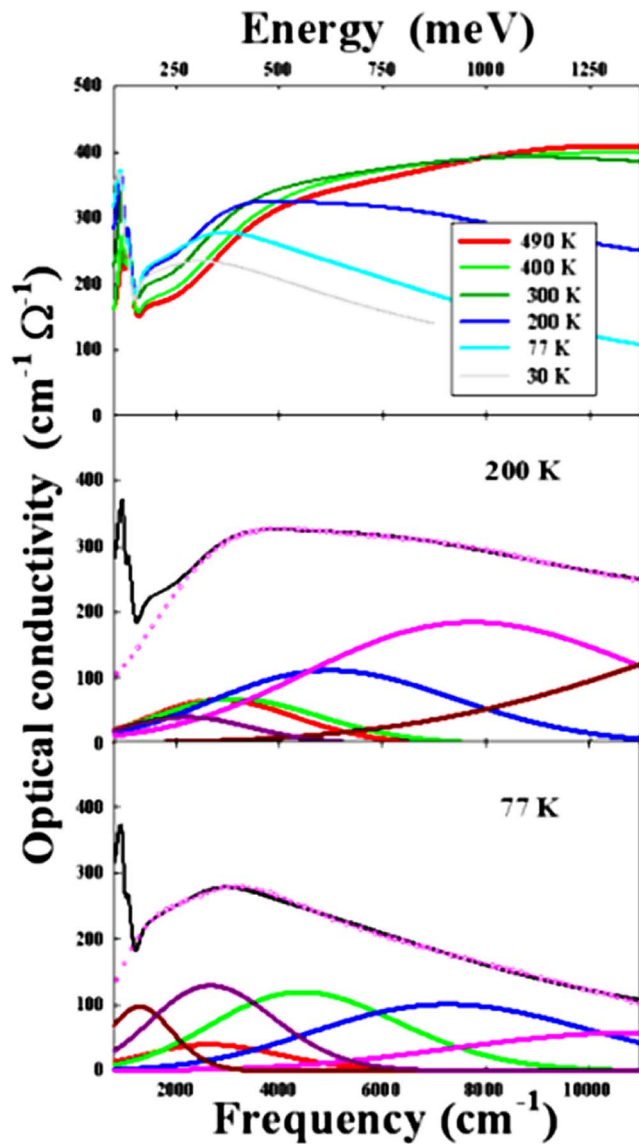 Energy (meV)
250 500 750 1000 1250
500
400
300
200
100
0
490 K
400 K
300 K
200 K
77 K
30 K
Optical conductivity (cm⁻¹ Ω⁻¹)
200 K
400
300
200
100
0
77 K
400
300
200
100
0
2000 4000 6000 8000 10000
Frequency (cm⁻¹)